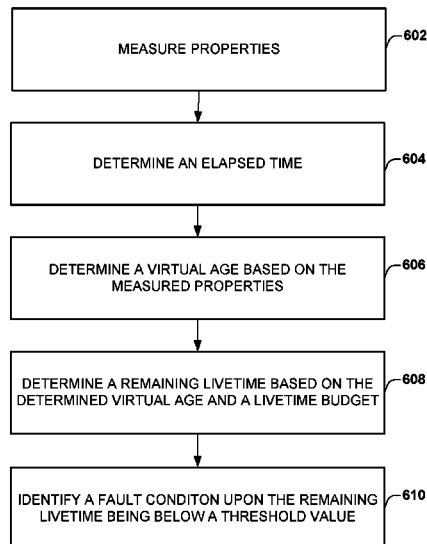 MEASURE PROPERTIES
602
DETERMINE AN ELAPSED TIME
604
DETERMINE A VIRTUAL AGE BASED ON THE
MEASURED PROPERTIES
606
DETERMINE A REMAINING LIVETIME BASED ON THE
DETERMINED VIRTUAL AGE AND A LIVETIME BUDGET
608
IDENTIFY A FAULT CONDITON UPON THE REMAINING
LIVETIME BEING BELOW A THRESHOLD VALUE
610